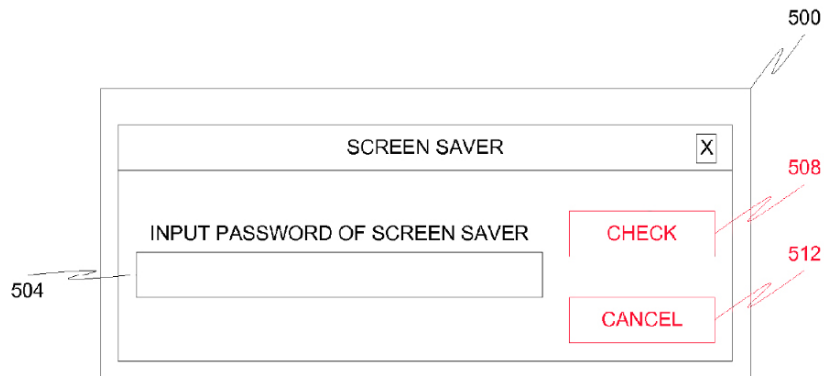 500
SCREEN SAVER X
508
INPUT PASSWORD OF SCREEN SAVER CHECK
512
504
CANCEL